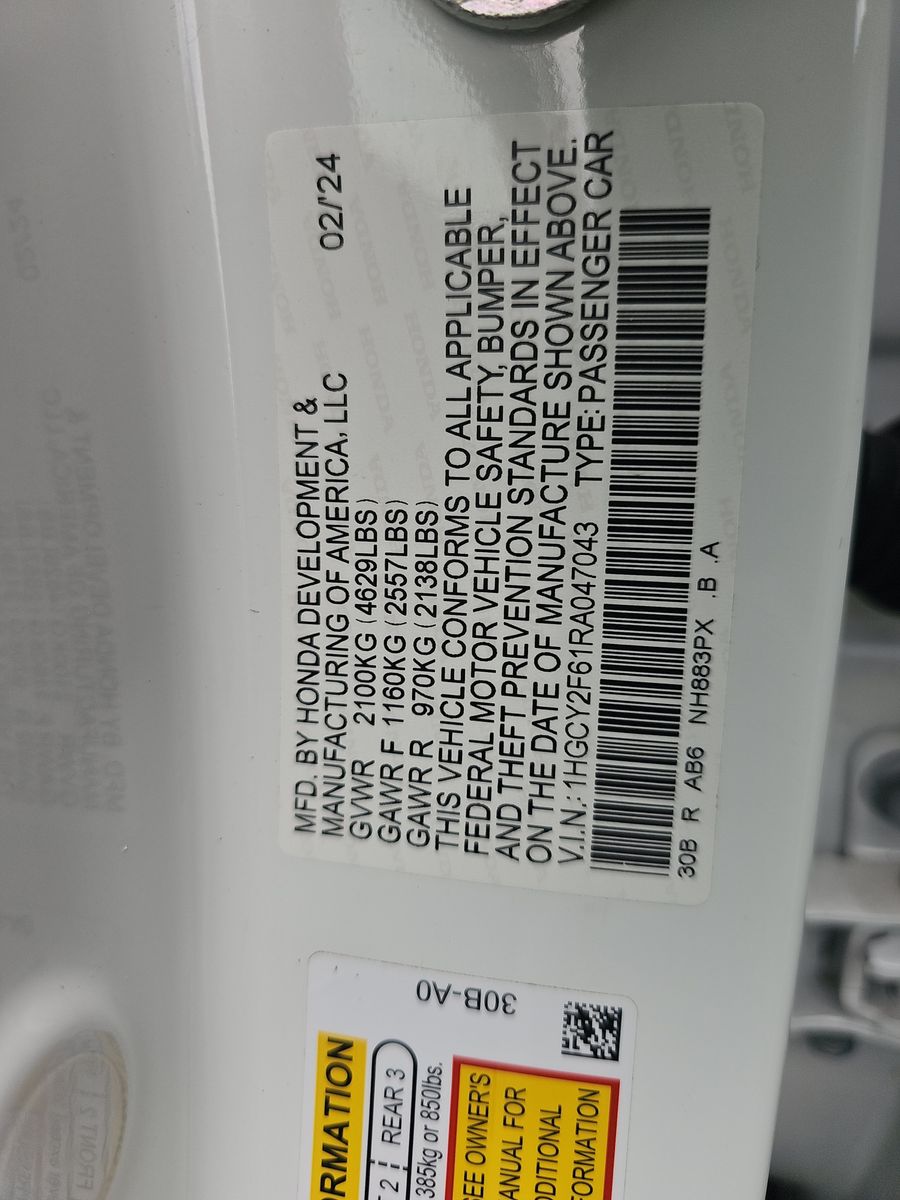 MFD. BY HONDA DEVELOPMENT &
MANUFACTURING OF AMERICA, LLC 02/'24
GVWR 2100KG (4629LBS)
GAWR F 1160KG (2557LBS)
GAWR R 970KG (2138LBS)
THIS VEHICLE CONFORMS TO ALL APPLICABLE
FEDERAL MOTOR VEHICLE SAFETY, BUMPER,
AND THEFT PREVENTION STANDARDS IN EFFECT
ON THE DATE OF MANUFACTURE SHOWN ABOVE.
V.I.N.: 1HGCY2F61RA047043 TYPE: PASSENGER CAR
30B R AB6 NH883PX .B .A
30B-A0
RMATION
2 REAR 3
385kg or 850lbs.
SEE OWNER'S
MANUAL FOR
ADDITIONAL
INFORMATION